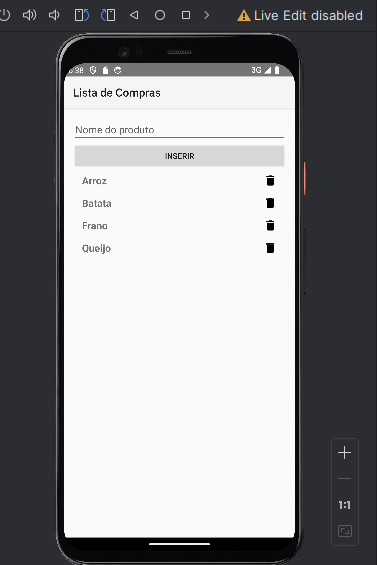 Live Edit disabled
:38
3G
Lista de Compras
Nome do produto
INSERIR
Arroz
Batata
Frano
Queijo
1:1